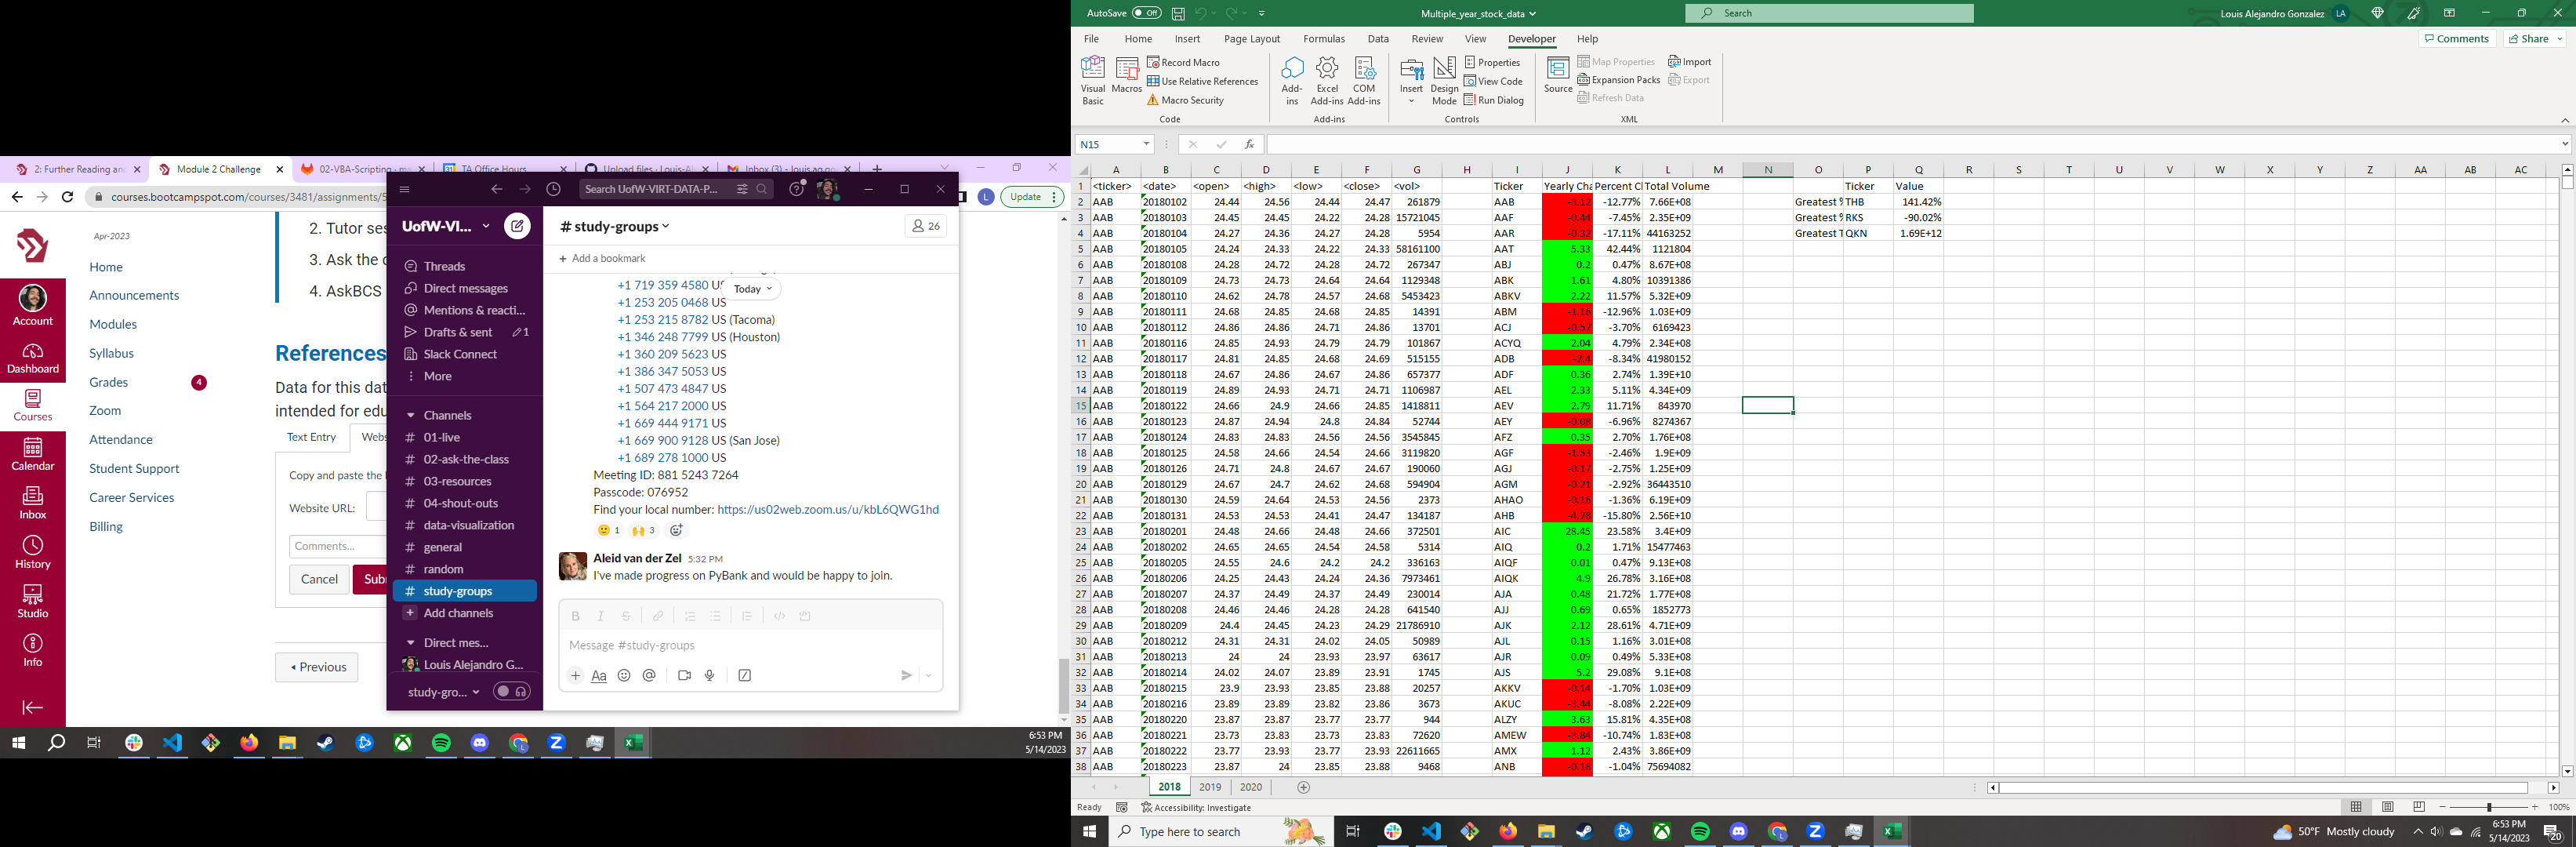 2: Further Reading and
Module 2 Challenge
02-VBA-Scripting · ma
TA Office Hours
Upload files · Louis-Al
Inbox (3) - louis.ag.go
courses.bootcampspot.com/courses/3481/assignments/5
Update
Search UofW-VIRT-DATA-P...
Apr-2023
Home
Announcements
Modules
Syllabus
Grades
4
Zoom
Attendance
Student Support
Career Services
Billing
Account
Dashboard
Courses
Calendar
Inbox
History
Studio
Info
2. Tutor ses
3. Ask the c
4. AskBCS
References
Data for this dat
intended for edu
Text Entry
Webs
Copy and paste the l
Website URL:
Comments...
Cancel
Sub
Previous
UofW-VI...
Threads
Direct messages
Mentions & reacti...
Drafts & sent 1
Slack Connect
More
Channels
# 01-live
# 02-ask-the-class
# 03-resources
# 04-shout-outs
# data-visualization
# general
# random
# study-groups
+ Add channels
Direct mes...
Louis Alejandro G...
study-gro...
# study-groups
26
+ Add a bookmark
Today
+1 719 359 4580 US
+1 253 205 0468 US
+1 253 215 8782 US (Tacoma)
+1 346 248 7799 US (Houston)
+1 360 209 5623 US
+1 386 347 5053 US
+1 507 473 4847 US
+1 564 217 2000 US
+1 669 444 9171 US
+1 669 900 9128 US (San Jose)
+1 689 278 1000 US
Meeting ID: 881 5243 7264
Passcode: 076952
Find your local number: https://us02web.zoom.us/u/kbL6QWG1hd
1 3
Aleid van der Zel 5:32 PM
I've made progress on PyBank and would be happy to join.
Message #study-groups
6:53 PM
5/14/2023
AutoSave Off
Multiple_year_stock_data
Search
Louis Alejandro Gonzalez LA
File Home Insert Page Layout Formulas Data Review View Developer Help
Comments Share
Visual Basic
Macros
Record Macro
Use Relative References
Macro Security
Code
Add-ins
Excel Add-ins
COM Add-ins
Add-ins
Insert
Design Mode
Properties
View Code
Run Dialog
Controls
Source
Map Properties
Expansion Packs
Refresh Data
Import
Export
XML
N15
fx
A B C D E F G H I J K L M N O P Q R S T U V W X Y Z AA AB AC
1 <ticker> <date> <open> <high> <low> <close> <vol> Ticker Yearly Cha Percent Cl Total Volume Ticker Value
2 AAB 20180102 24.44 24.56 24.44 24.47 261879 AAB -3.12 -12.77% 7.66E+08 Greatest % THB 141.42%
3 AAB 20180103 24.45 24.45 22.22 24.28 15721045 AAF -0.44 -7.45% 2.35E+09 Greatest % RKS -90.02%
4 AAB 20180104 24.27 24.36 24.27 24.28 5954 AAR -0.32 -17.11% 44163252 Greatest T QKN 1.69E+12
5 AAB 20180105 24.24 24.33 24.22 24.33 58161100 AAT 5.33 42.44% 1121804
6 AAB 20180108 24.28 24.72 24.28 24.72 267347 ABJ 0.2 0.47% 8.67E+08
7 AAB 20180109 24.73 24.73 24.64 24.64 1129348 ABK 1.61 4.80% 10391386
8 AAB 20180110 24.62 24.78 24.57 24.68 5453423 ABKV 2.22 11.57% 5.32E+09
9 AAB 20180111 24.68 24.85 24.68 24.85 14391 ABM -1.16 -12.96% 1.03E+09
10 AAB 20180112 24.86 24.86 24.71 24.86 13701 ACJ -0.57 -3.70% 6169423
11 AAB 20180116 24.85 24.93 24.79 24.79 101867 ACYQ 2.04 4.79% 2.34E+08
12 AAB 20180117 24.81 24.85 24.68 24.69 515155 ADB -2.4 -8.34% 41980152
13 AAB 20180118 24.67 24.86 24.67 24.86 657377 ADF 0.36 2.74% 1.39E+10
14 AAB 20180119 24.89 24.93 24.71 24.71 1106987 AEL 2.33 5.11% 4.34E+09
15 AAB 20180122 24.66 24.9 24.66 24.85 1418811 AEV 2.79 11.71% 843970
16 AAB 20180123 24.87 24.94 24.8 24.84 52744 AEY -0.08 -6.96% 8274367
17 AAB 20180124 24.83 24.83 24.56 24.56 3545845 AFZ 0.35 2.70% 1.76E+08
18 AAB 20180125 24.58 24.66 24.54 24.66 3119820 AGF -1.53 -2.46% 1.9E+09
19 AAB 20180126 24.71 24.8 24.67 24.67 190060 AGJ -0.17 -2.75% 1.25E+09
20 AAB 20180129 24.67 24.7 24.62 24.68 594904 AGM -0.21 -2.92% 36443510
21 AAB 20180130 24.59 24.64 24.53 24.56 2373 AHAO -0.16 -1.36% 6.19E+09
22 AAB 20180131 24.53 24.53 24.41 24.47 134187 AHB -4.78 -15.80% 2.56E+10
23 AAB 20180201 24.48 24.66 24.48 24.66 372501 AIC 28.45 23.58% 3.4E+09
24 AAB 20180202 24.65 24.65 24.54 24.58 5314 AIQ 0.2 1.71% 15477463
25 AAB 20180205 24.55 24.6 24.2 24.2 336163 AIQF 0.01 0.47% 9.13E+08
26 AAB 20180206 24.25 24.43 24.24 24.36 7973461 AIQK 4.9 26.78% 3.16E+08
27 AAB 20180207 24.37 24.49 24.37 24.49 230014 AJA 0.48 21.72% 1.77E+08
28 AAB 20180208 24.46 24.46 24.28 24.28 641540 AJJ 0.69 0.65% 1852773
29 AAB 20180209 24.4 24.45 24.23 24.29 21786910 AJK 2.12 28.61% 4.71E+09
30 AAB 20180212 24.31 24.31 24.02 24.05 50989 AJL 0.15 1.16% 3.01E+08
31 AAB 20180213 24 24 23.93 23.97 63617 AJR 0.09 0.49% 5.33E+08
32 AAB 20180214 24.02 24.07 23.89 23.91 1745 AJS 5.2 29.08% 9.1E+08
33 AAB 20180215 23.9 23.93 23.85 23.88 20257 AKKV -0.14 -1.70% 1.03E+09
34 AAB 20180216 23.89 23.89 23.82 23.86 3673 AKUC -3.44 -8.08% 2.22E+09
35 AAB 20180220 23.87 23.87 23.77 23.77 944 ALZY 3.63 15.81% 4.35E+08
36 AAB 20180221 23.73 23.83 23.73 23.83 72620 AMEW -3.84 -10.74% 1.83E+08
37 AAB 20180222 23.77 23.93 23.77 23.93 22611665 AMX 1.12 2.43% 3.86E+09
38 AAB 20180223 23.87 24 23.85 23.88 9468 ANB -0.18 -1.04% 75694082
2018 2019 2020
Ready Accessibility: Investigate
100%
Type here to search
50°F Mostly cloudy
6:53 PM
5/14/2023
20